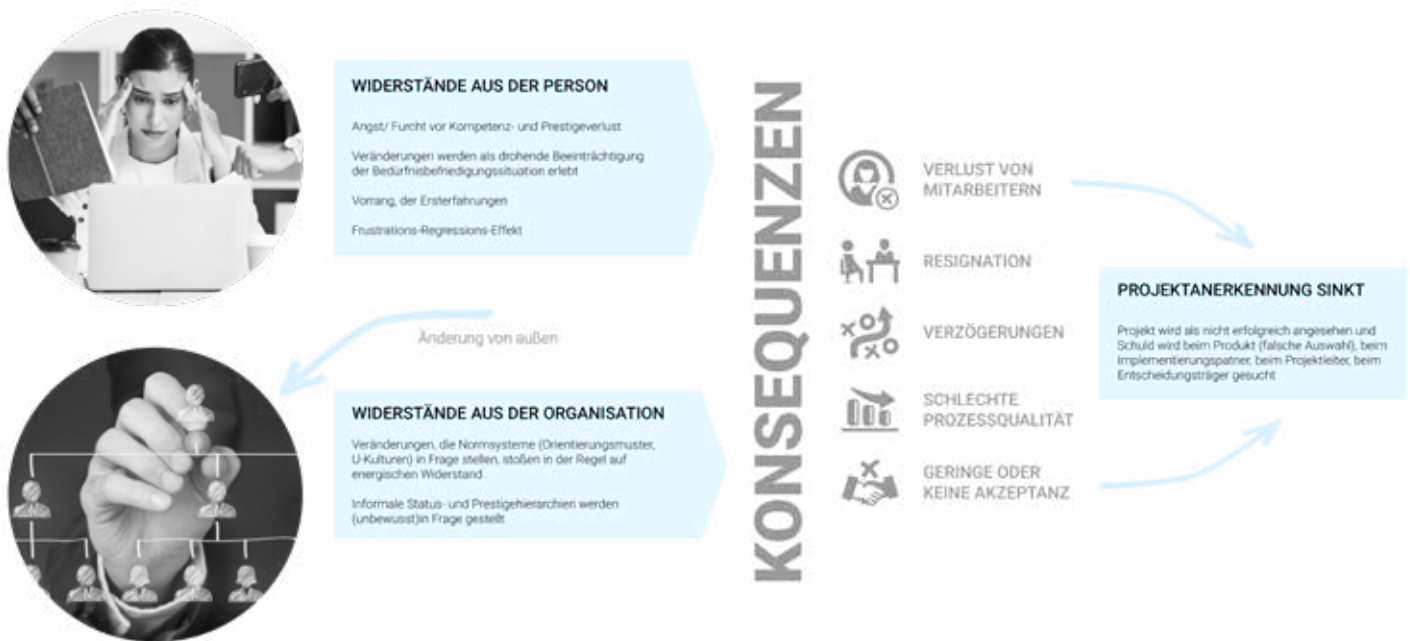 WIDERSTÄNDE AUS DER PERSON
Angst/ Furcht vor Kompetenz- und Prestigeverlust
Veränderungen werden als drohende Beeinträchtigung
der Bedürfnisbefriedigungssituation erlebt
Vorrang, der Ersterfahrungen
Frustrations-Regressions-Effekt
Änderung von außen
WIDERSTÄNDE AUS DER ORGANISATION
Veränderungen, die Normsysteme (Orientierungsmuster,
U-Kulturen) in Frage stellen, stoßen in der Regel auf
energischen Widerstand
Informale Status- und Prestigehierarchien werden
(unbewusst)in Frage gestellt
KONSEQUENZEN
VERLUST VON
MITARBEITERN
RESIGNATION
VERZÖGERUNGEN
SCHLECHTE
PROZESSQUALITÄT
GERINGE ODER
KEINE AKZEPTANZ
PROJEKTANERKENNUNG SINKT
Projekt wird als nicht erfolgreich angesehen und
Schuld wird beim Produkt (falsche Auswahl), beim
Implementierungspatner, beim Projektleiter, beim
Entscheidungsträger gesucht